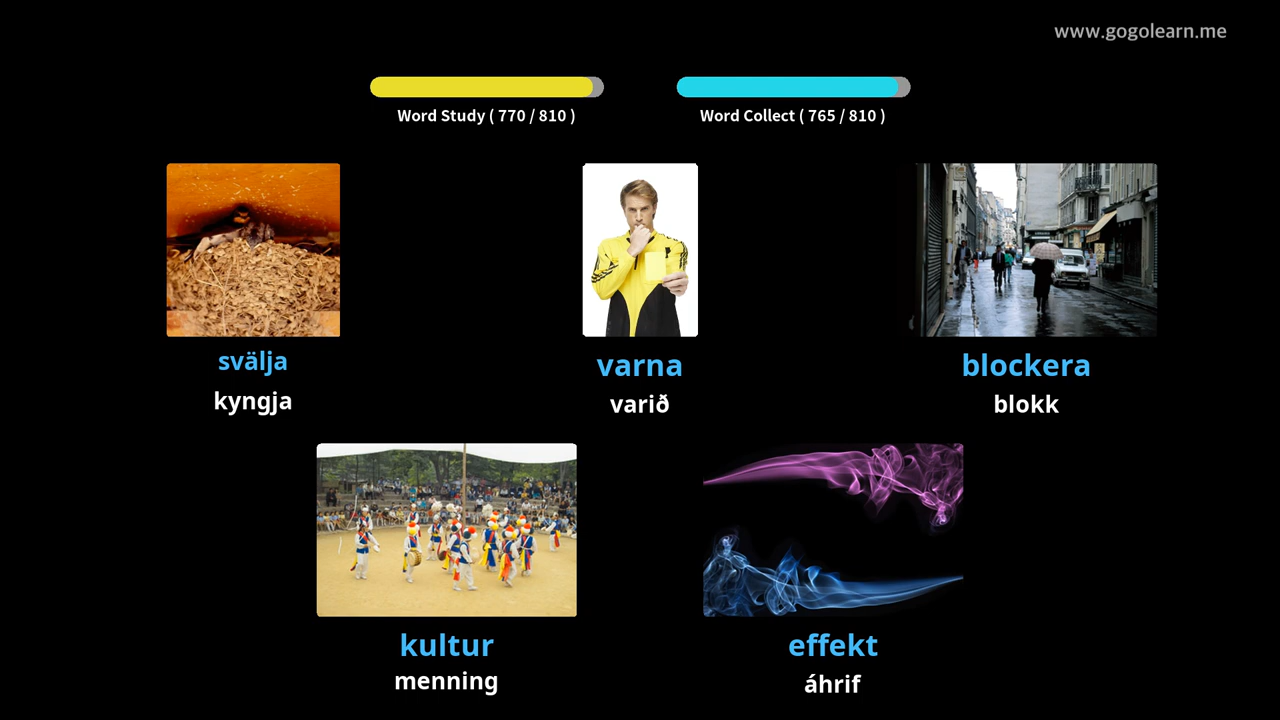 www.gogolearn.me
Word Study ( 770 / 810 )
Word Collect ( 765 / 810 )
svälja
kyngja
varna
varið
blockera
blokk
kultur
menning
effekt
áhrif